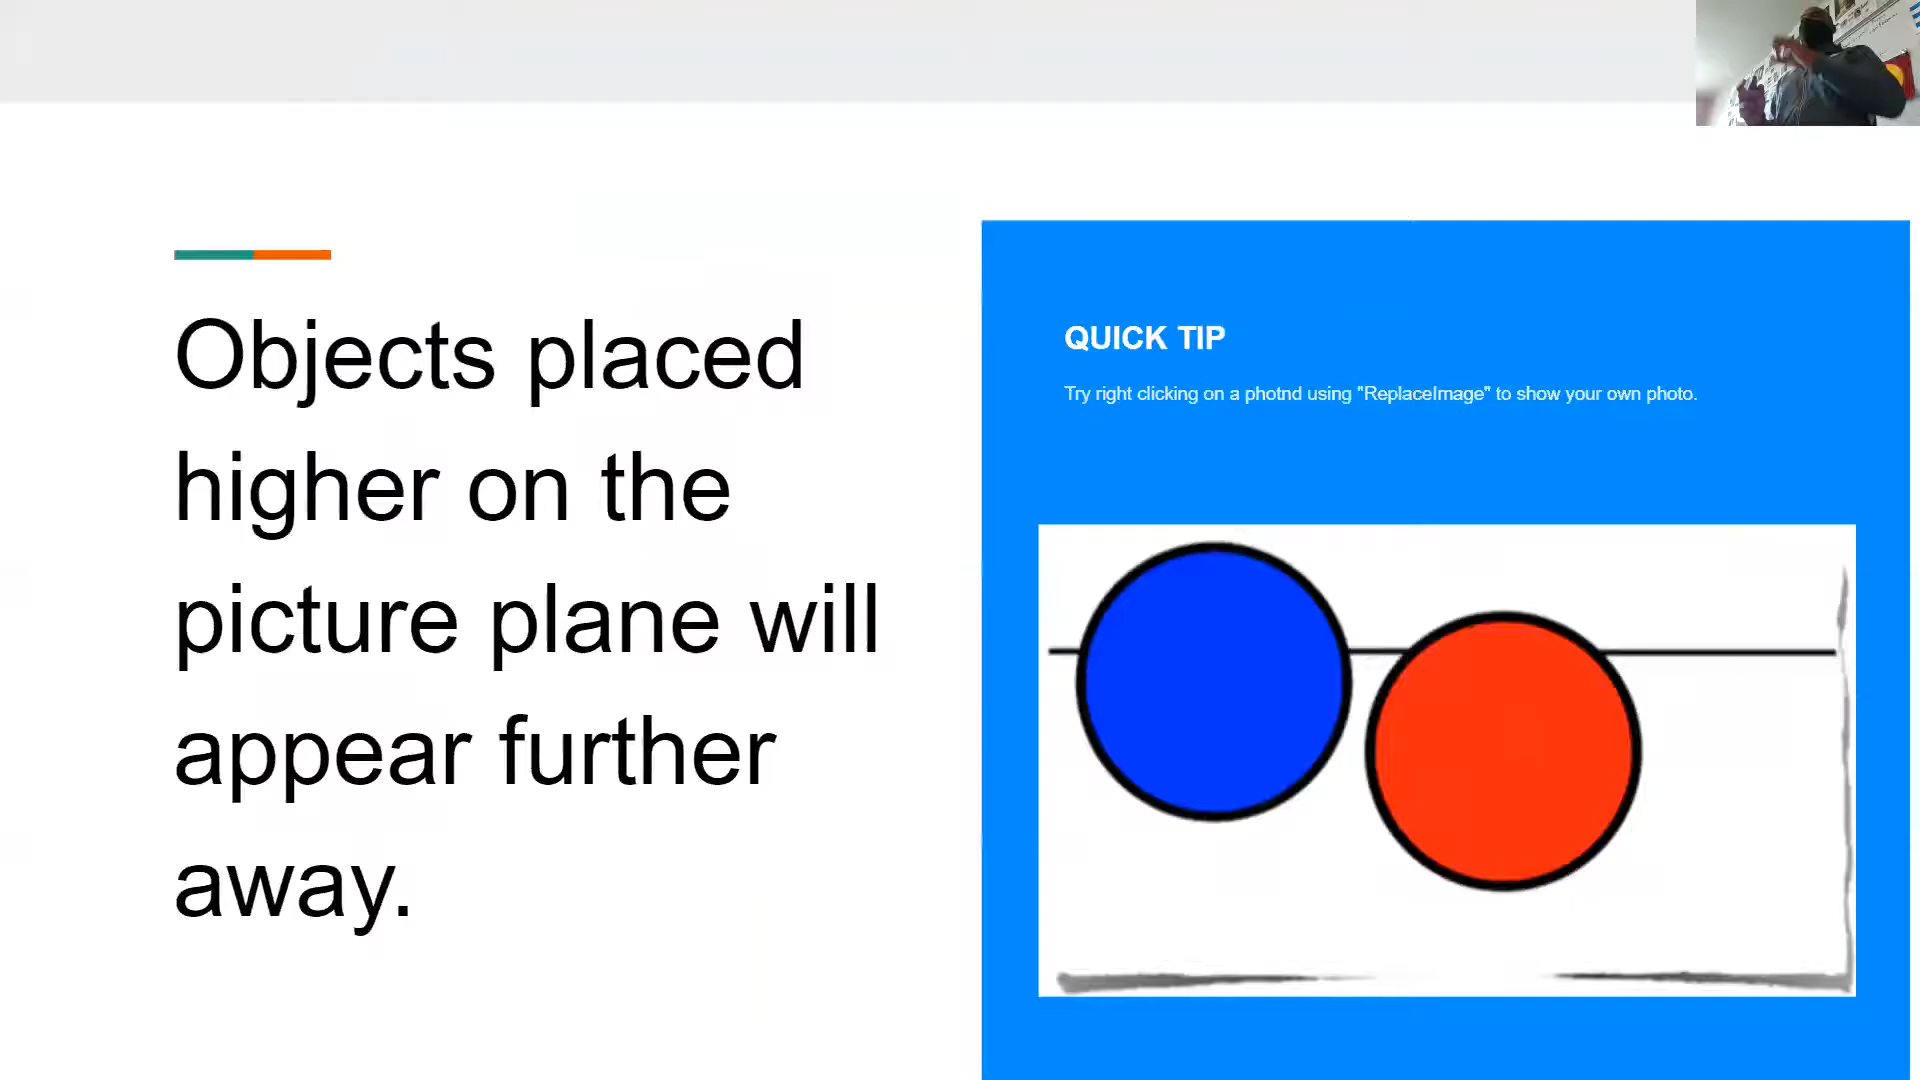 Objects placed
higher on the
picture plane will
appear further
away.
QUICK TIP
Try right clicking on a photnd using "ReplaceImage" to show your own photo.